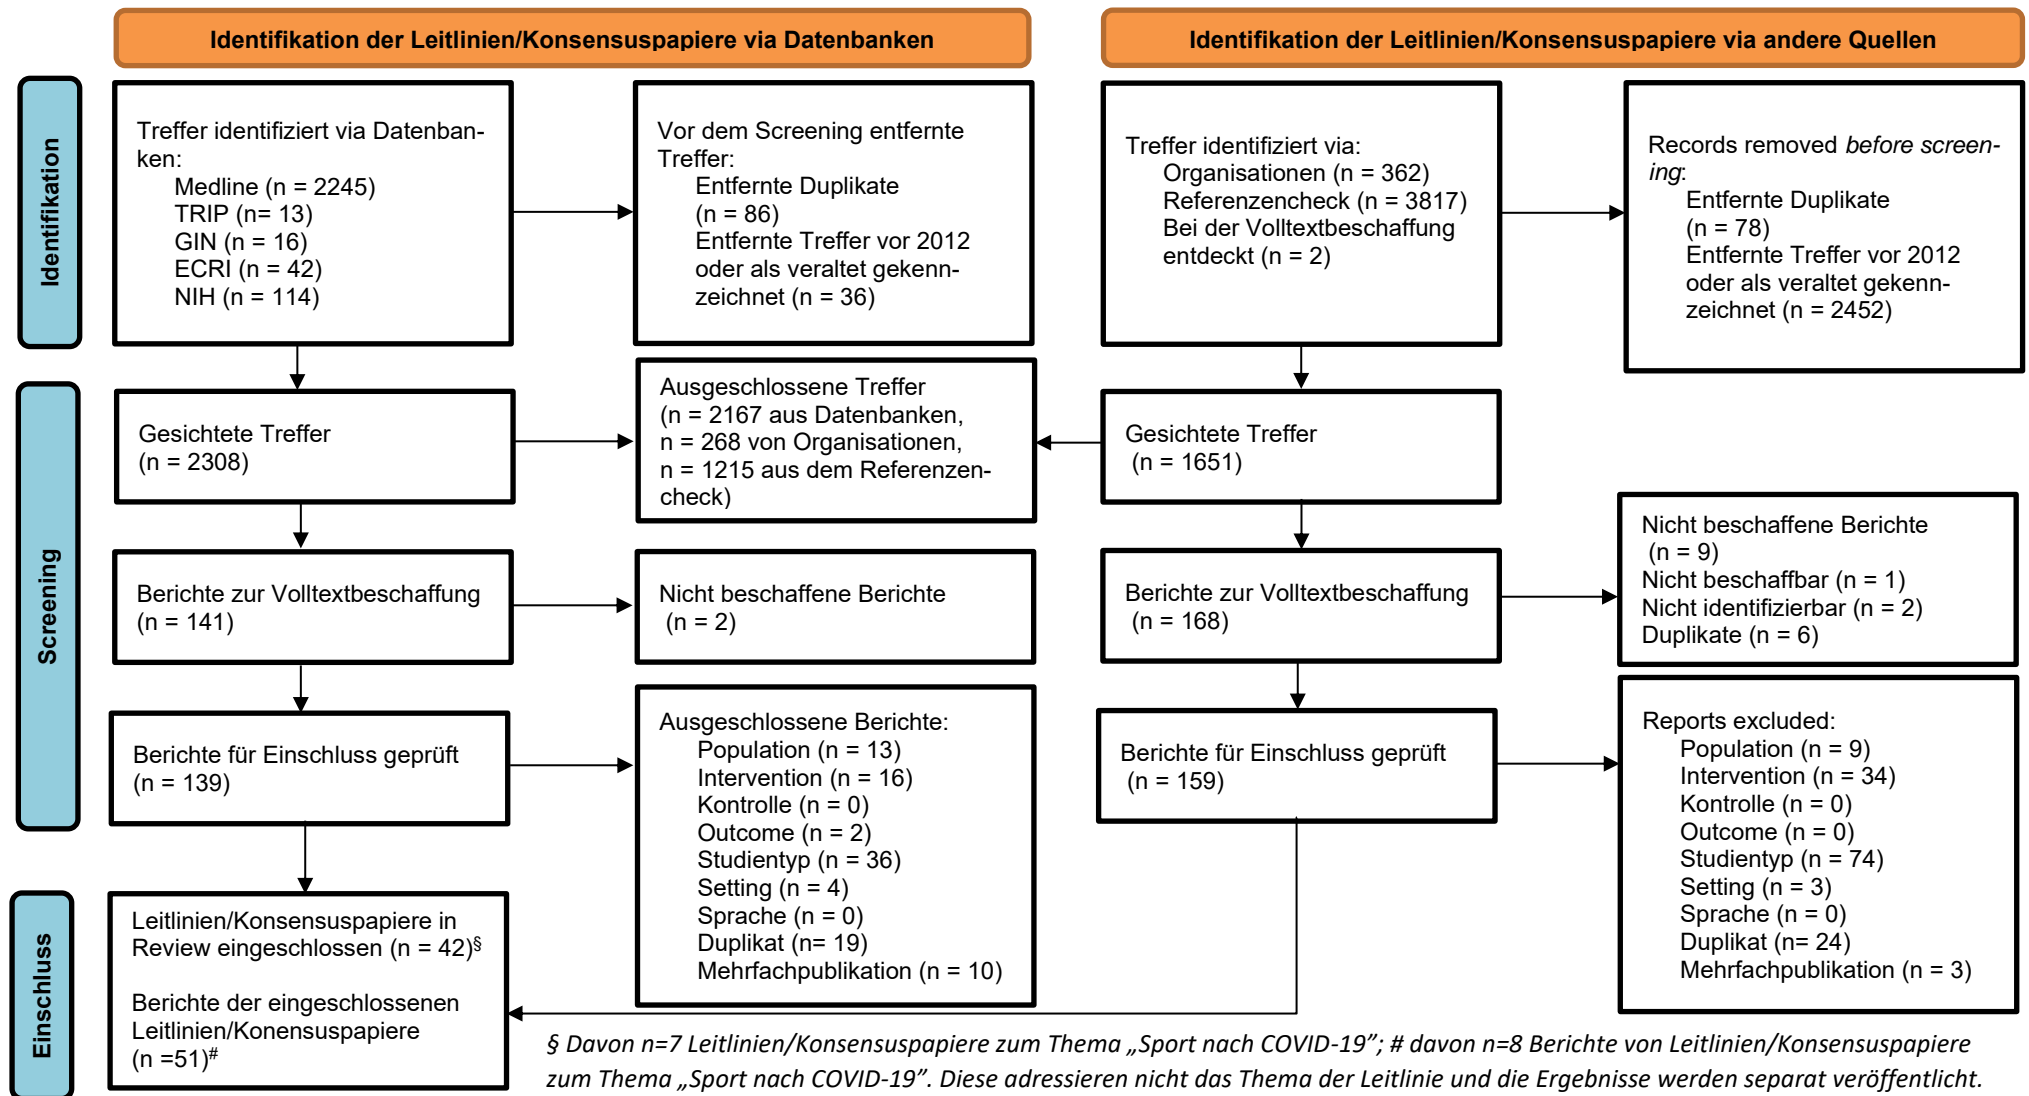 Identifikation der Leitlinien/Konsensuspapiere via Datenbanken
Identifikation der Leitlinien/Konsensuspapiere via andere Quellen
Identifikation
Treffer identifiziert via Datenban-
ken:
Medline (n = 2245)
TRIP (n= 13)
GIN (n = 16)
ECRI (n = 42)
NIH (n = 114)
Vor dem Screening entfernte
Treffer:
Entfernte Duplikate
(n = 86)
Entfernte Treffer vor 2012
oder als veraltet gekenn-
zeichnet (n = 36)
Treffer identifiziert via:
Organisationen (n = 362)
Referenzencheck (n = 3817)
Bei der Volltextbeschaffung
entdeckt (n = 2)
Records removed before screen-
ing:
Entfernte Duplikate
(n = 78)
Entfernte Treffer vor 2012
oder als veraltet gekenn-
zeichnet (n = 2452)
Screening
Gesichtete Treffer
(n = 2308)
Ausgeschlossene Treffer
(n = 2167 aus Datenbanken,
n = 268 von Organisationen,
n = 1215 aus dem Referenzen-
check)
Gesichtete Treffer
(n = 1651)
Berichte zur Volltextbeschaffung
(n = 141)
Nicht beschaffene Berichte
(n = 2)
Berichte zur Volltextbeschaffung
(n = 168)
Nicht beschaffene Berichte
(n = 9)
Nicht beschaffbar (n = 1)
Nicht identifizierbar (n = 2)
Duplikate (n = 6)
Berichte für Einschluss geprüft
(n = 139)
Ausgeschlossene Berichte:
Population (n = 13)
Intervention (n = 16)
Kontrolle (n = 0)
Outcome (n = 2)
Studientyp (n = 36)
Setting (n = 4)
Sprache (n = 0)
Duplikat (n= 19)
Mehrfachpublikation (n = 10)
Berichte für Einschluss geprüft
(n = 159)
Reports excluded:
Population (n = 9)
Intervention (n = 34)
Kontrolle (n = 0)
Outcome (n = 0)
Studientyp (n = 74)
Setting (n = 3)
Sprache (n = 0)
Duplikat (n= 24)
Mehrfachpublikation (n = 3)
Einschluss
Leitlinien/Konsensuspapiere in
Review eingeschlossen (n = 42)§
Berichte der eingeschlossenen
Leitlinien/Konensuspapiere
(n =51)#
§ Davon n=7 Leitlinien/Konsensuspapiere zum Thema „Sport nach COVID-19”; # davon n=8 Berichte von Leitlinien/Konsensuspapiere
zum Thema „Sport nach COVID-19”. Diese adressieren nicht das Thema der Leitlinie und die Ergebnisse werden separat veröffentlicht.